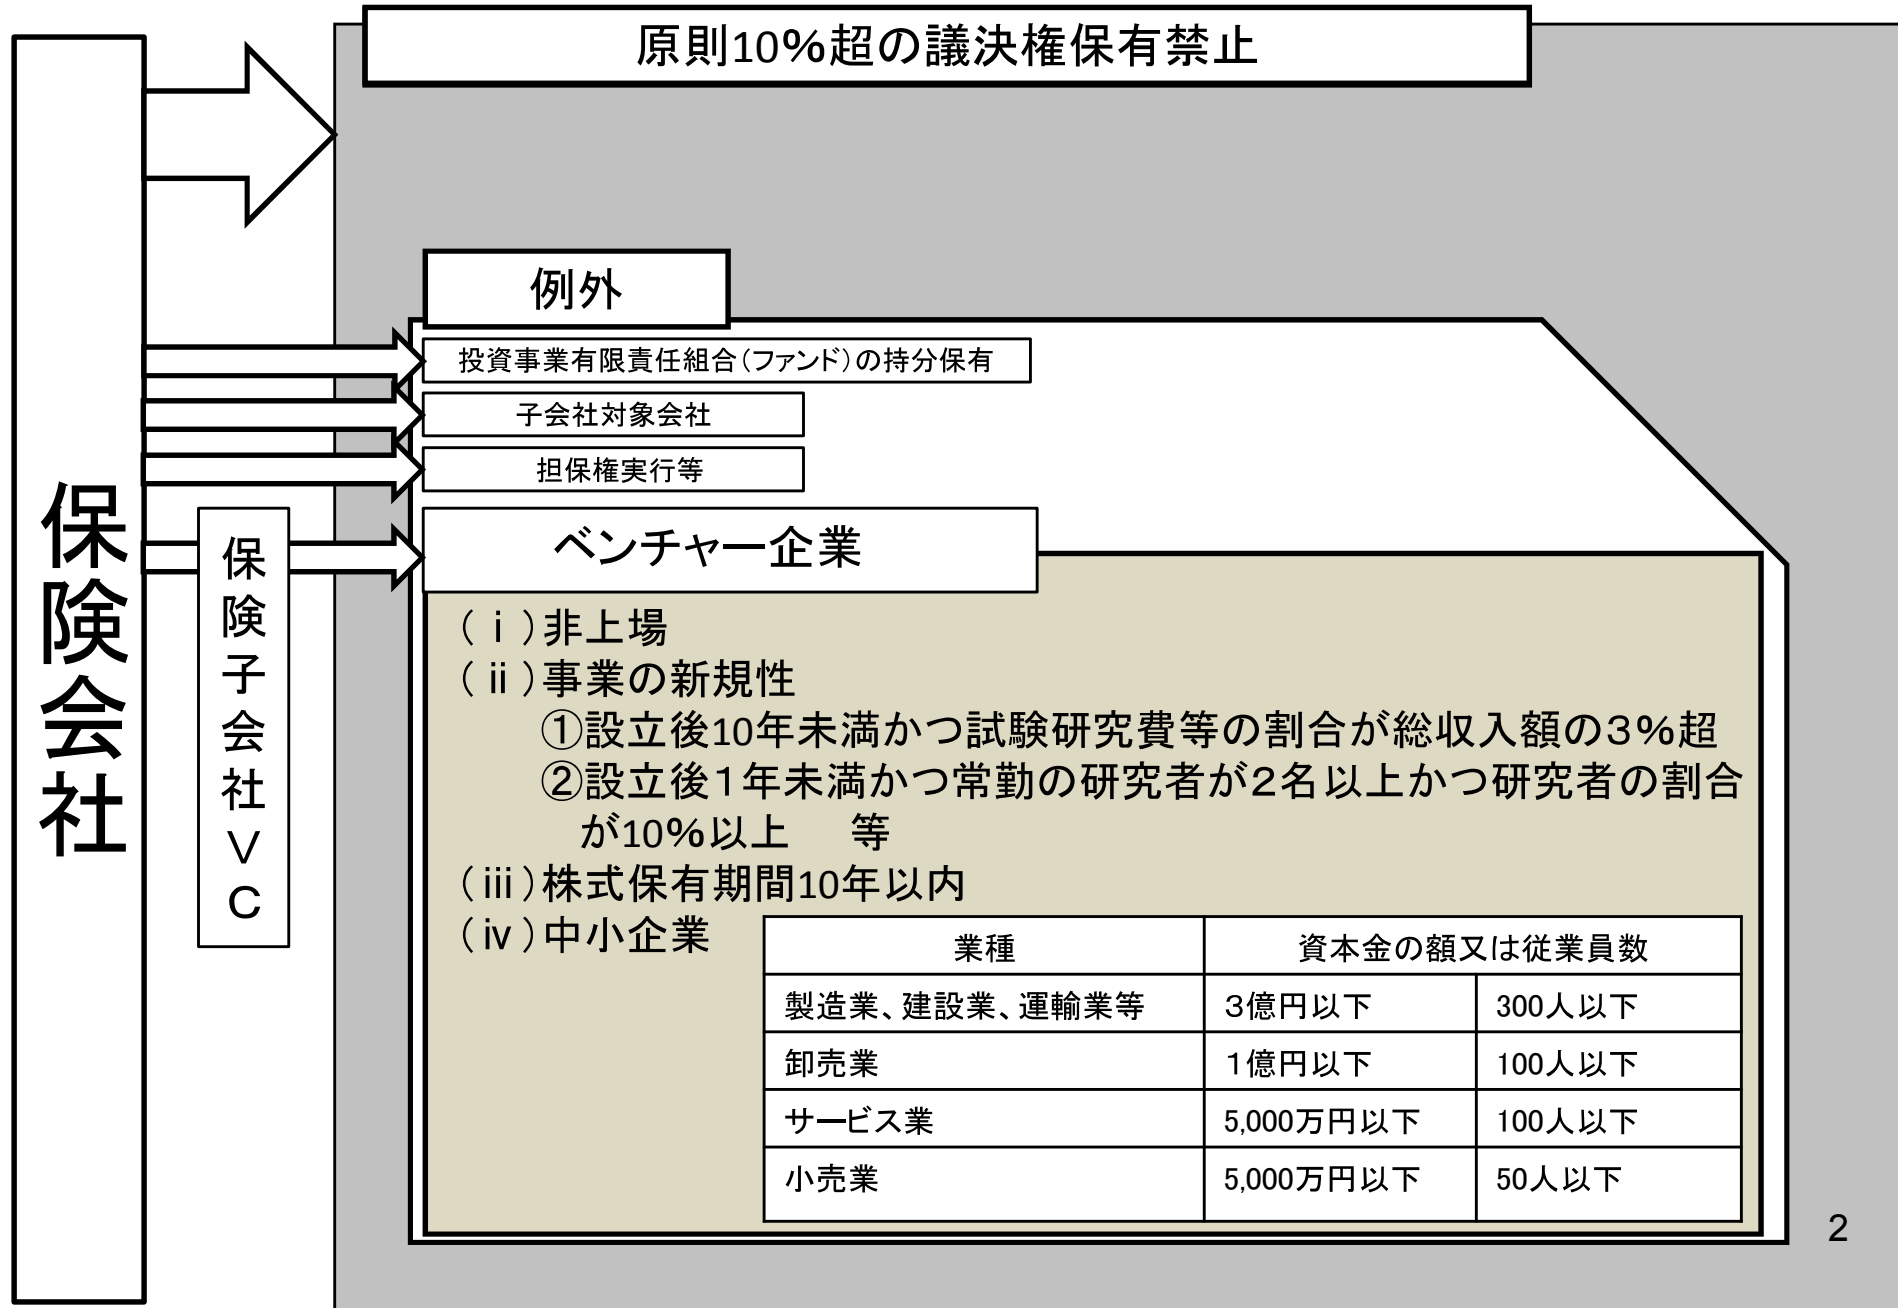 原則10％超の議決権保有禁止
保険会社
例外
投資事業有限責任組合（ファンド）の持分保有
子会社対象会社
担保権実行等
保険子会社ＶＣ
ベンチャー企業
（ⅰ）非上場
（ⅱ）事業の新規性
①設立後10年未満かつ試験研究費等の割合が総収入額の３％超
②設立後１年未満かつ常勤の研究者が２名以上かつ研究者の割合
が10％以上　等
（ⅲ）株式保有期間10年以内
（ⅳ）中小企業
業種 資本金の額又は従業員数
製造業、建設業、運輸業等 ３億円以下 300人以下
卸売業 １億円以下 100人以下
サービス業 5,000万円以下 100人以下
小売業 5,000万円以下 50人以下
2